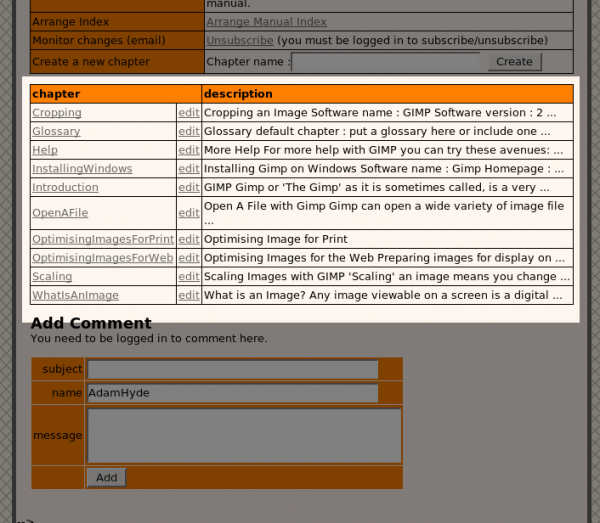 manual.
Arrange Index Arrange Manual Index
Monitor changes (email) Unsubscribe (you must be logged in to subscribe/unsubscribe)
Create a new chapter Chapter name : Create
chapter description
Cropping edit Cropping an Image Software name : GIMP Software version : 2 ...
Glossary edit Glossary default chapter : put a glossary here or include one ...
Help edit More Help For more help with GIMP you can try these avenues: ...
InstallingWindows edit Installing Gimp on Windows Software name : Gimp Homepage : ...
Introduction edit GIMP Gimp or 'The Gimp' as it is sometimes called, is a very ...
OpenAFile edit Open A File with Gimp Gimp can open a wide variety of image file
...
OptimisingImagesForPrint edit Optimising Image for Print
OptimisingImagesForWeb edit Optimising Images for the Web Preparing images for display on ...
Scaling edit Scaling Images with GIMP 'Scaling' an image means you change ...
WhatIsAnImage edit What is an Image? Any image viewable on a screen is a digital ...
Add Comment
You need to be logged in to comment here.
subject
name AdamHyde
message
Add
-->